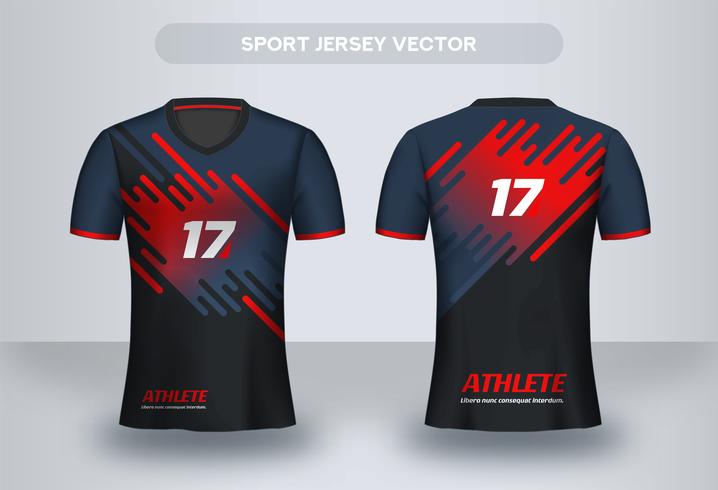 SPORT JERSEY VECTOR
17
17
ATHLETE
Libero nunc consequat interdum.
ATHLETE
Libero nunc consequat interdum.